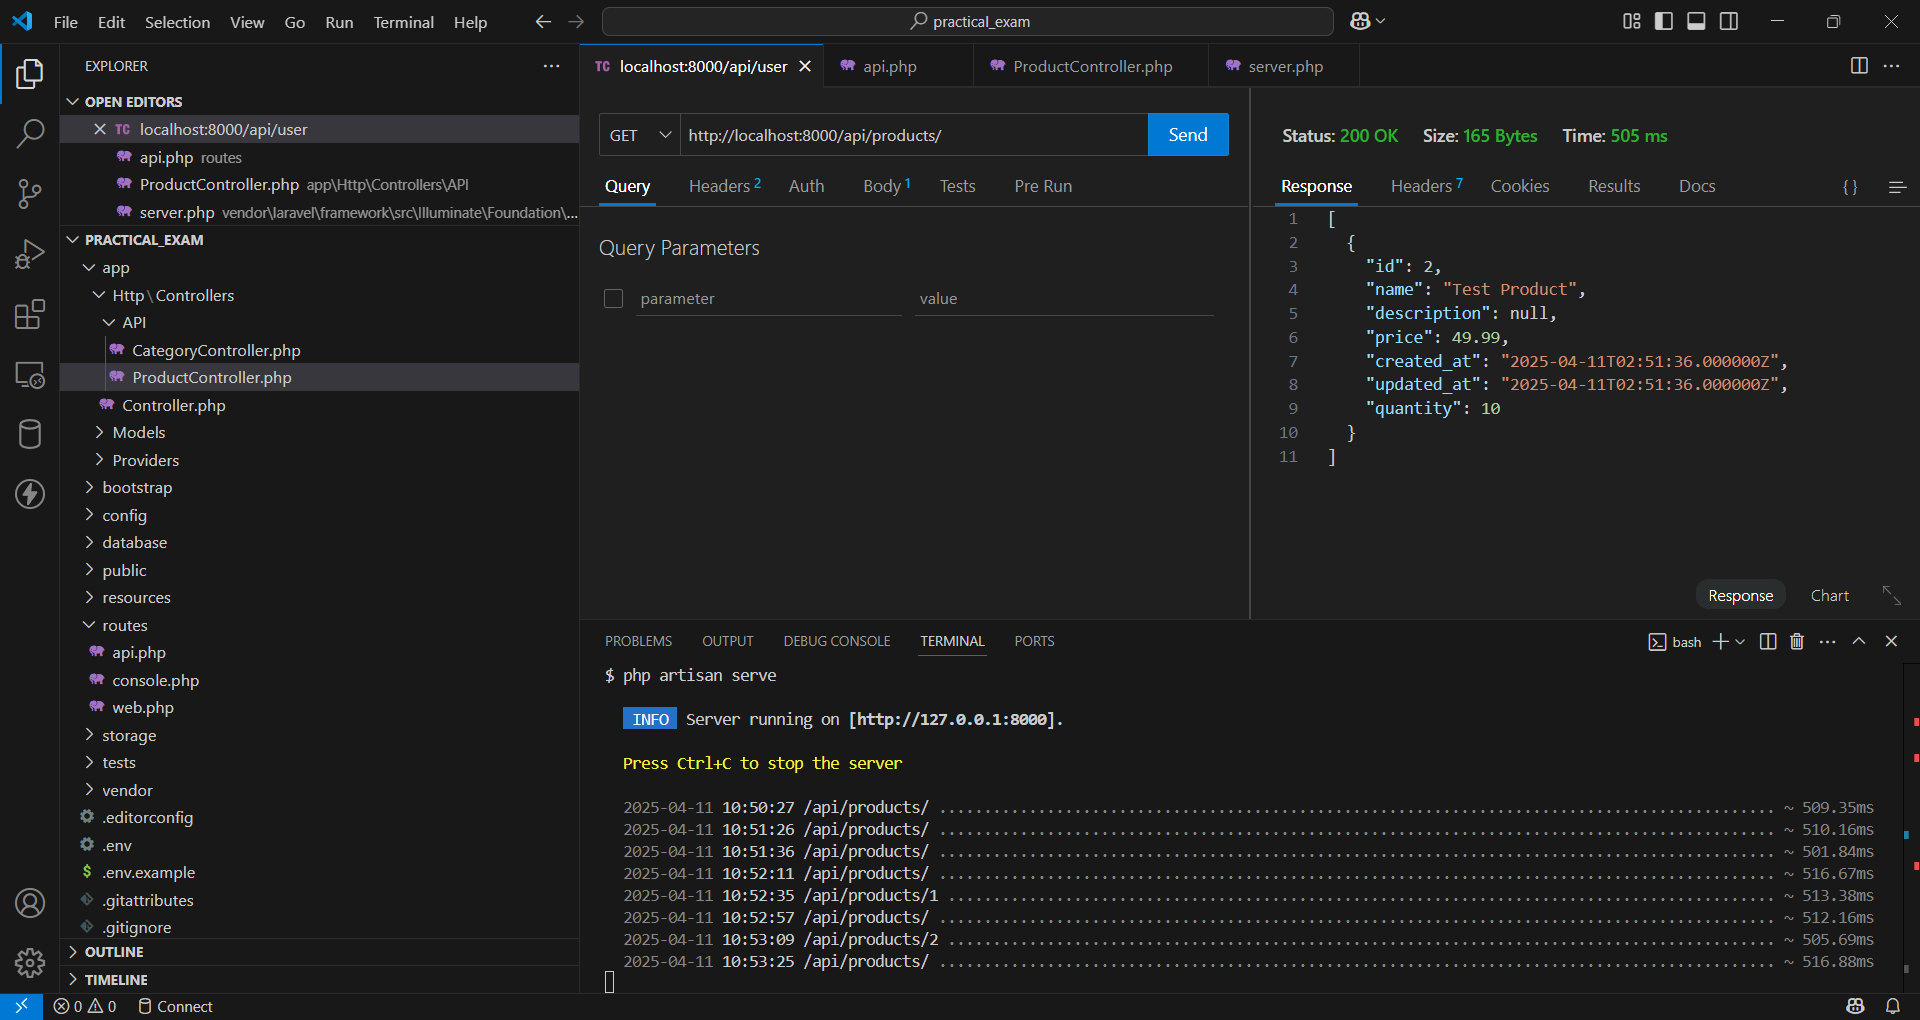 File Edit Selection View Go Run Terminal Help
practical_exam
EXPLORER
OPEN EDITORS
TC localhost:8000/api/user
api.php routes
ProductController.php app\Http\Controllers\API
server.php vendor\laravel\framework\src\Illuminate\Foundation\...
PRACTICAL_EXAM
app
Http\Controllers
API
CategoryController.php
ProductController.php
Controller.php
Models
Providers
bootstrap
config
database
public
resources
routes
api.php
console.php
web.php
storage
tests
vendor
.editorconfig
.env
$ .env.example
.gitattributes
.gitignore
OUTLINE
TIMELINE
TC localhost:8000/api/user api.php ProductController.php server.php
GET http://localhost:8000/api/products/ Send
Query Headers 2 Auth Body 1 Tests Pre Run
Query Parameters
parameter value
Status: 200 OK Size: 165 Bytes Time: 505 ms
Response Headers 7 Cookies Results Docs {}
1 [
2 {
3 "id": 2,
4 "name": "Test Product",
5 "description": null,
6 "price": 49.99,
7 "created_at": "2025-04-11T02:51:36.000000Z",
8 "updated_at": "2025-04-11T02:51:36.000000Z",
9 "quantity": 10
10 }
11 ]
Response Chart
PROBLEMS OUTPUT DEBUG CONSOLE TERMINAL PORTS bash
$ php artisan serve
INFO Server running on [http://127.0.0.1:8000].
Press Ctrl+C to stop the server
2025-04-11 10:50:27 /api/products/ ........ ~ 509.35ms
2025-04-11 10:51:26 /api/products/ ........ ~ 510.16ms
2025-04-11 10:51:36 /api/products/ ........ ~ 501.84ms
2025-04-11 10:52:11 /api/products/ ........ ~ 516.67ms
2025-04-11 10:52:35 /api/products/1 ........ ~ 513.38ms
2025-04-11 10:52:57 /api/products/ ........ ~ 512.16ms
2025-04-11 10:53:09 /api/products/2 ........ ~ 505.69ms
2025-04-11 10:53:25 /api/products/ ........ ~ 516.88ms
0 0 Connect